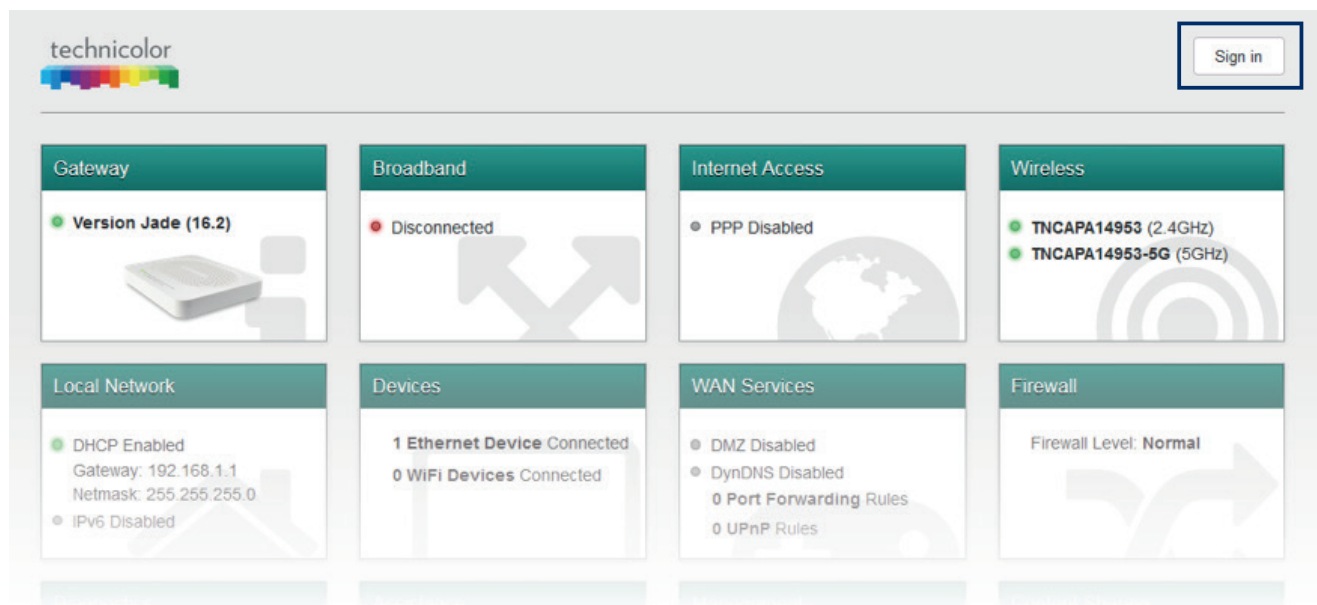 technicolor
Sign in
Gateway
Version Jade (16.2)
Broadband
Disconnected
Internet Access
PPP Disabled
Wireless
TNCAPA14953 (2.4GHz)
TNCAPA14953-5G (5GHz)
Local Network
DHCP Enabled
Gateway: 192.168.1.1
Netmask: 255.255.255.0
IPv6 Disabled
Devices
1 Ethernet Device Connected
0 WiFi Devices Connected
WAN Services
DMZ Disabled
DynDNS Disabled
0 Port Forwarding Rules
0 UPnP Rules
Firewall
Firewall Level: Normal